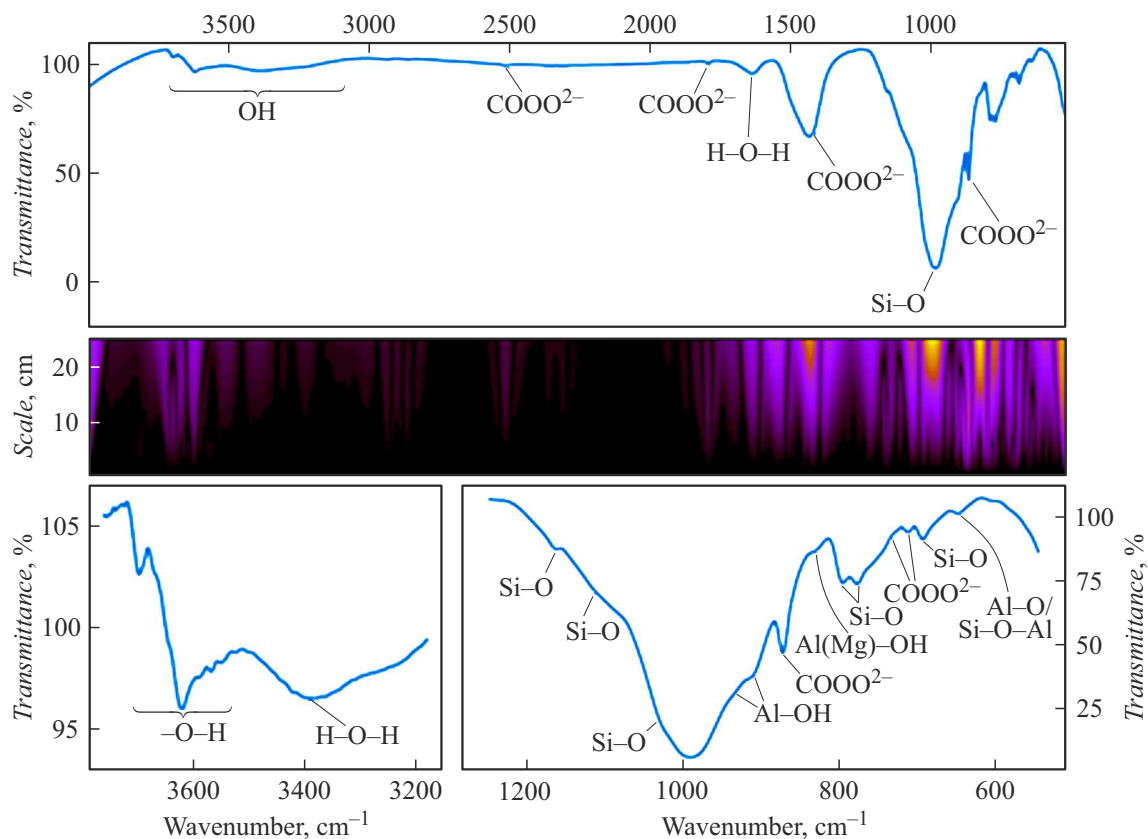 3500 3000 2500 2000 1500 1000
100
50
0
Transmittance, %
OH
COOO²⁻
COOO²⁻
H–O–H
COOO²⁻
COOO²⁻
Si–O
20
10
Scale, cm
105
100
95
Transmittance, %
–O–H
H–O–H
3600 3400 3200
Wavenumber, cm⁻¹
Si–O
Si–O
Si–O
Al–OH
COOO²⁻
Al(Mg)–OH
Si–O
COOO²⁻
Si–O
Al–O/
Si–O–Al
100
75
50
25
Transmittance, %
1200 1000 800 600
Wavenumber, cm⁻¹